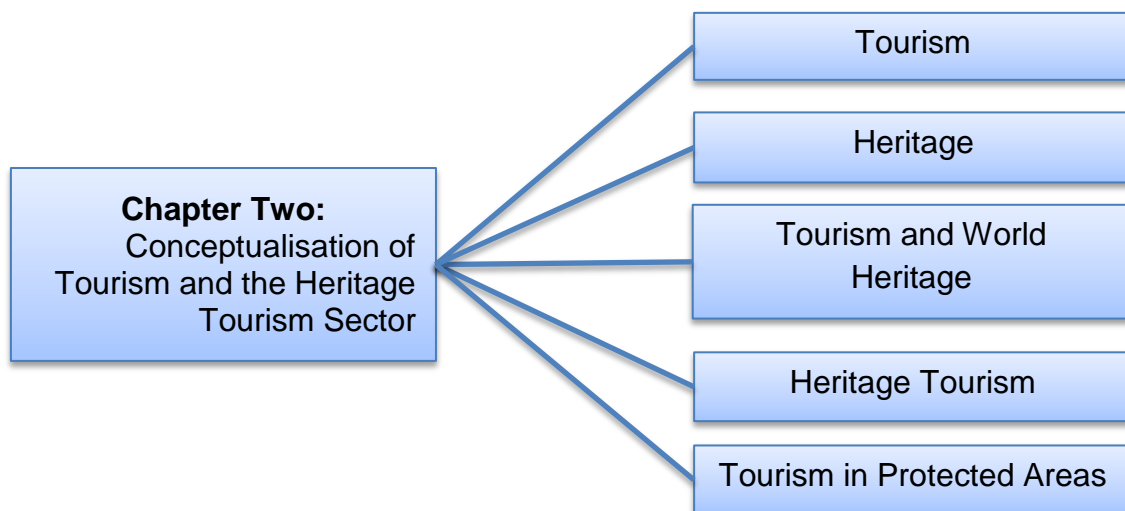 Chapter Two:
Conceptualisation of
Tourism and the Heritage
Tourism Sector
Tourism
Heritage
Tourism and World
Heritage
Heritage Tourism
Tourism in Protected Areas